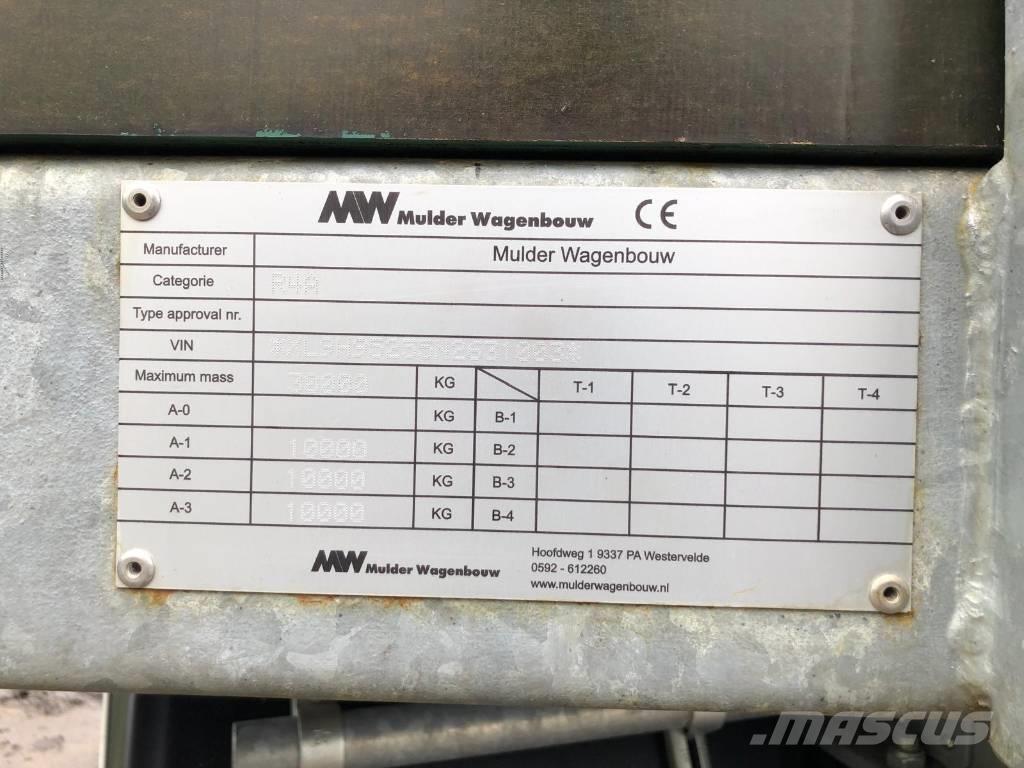 MW Mulder Wagenbouw CE
Manufacturer Mulder Wagenbouw
Categorie R4A
Type approval nr.
VIN
Maximum mass 30000 KG T-1 T-2 T-3 T-4
A-0 KG B-1
A-1 10000 KG B-2
A-2 10000 KG B-3
A-3 10000 KG B-4
MW Mulder Wagenbouw
Hoofdweg 1 9337 PA Westervelde
0592 - 612260
www.mulderwagenbouw.nl
MASCUS